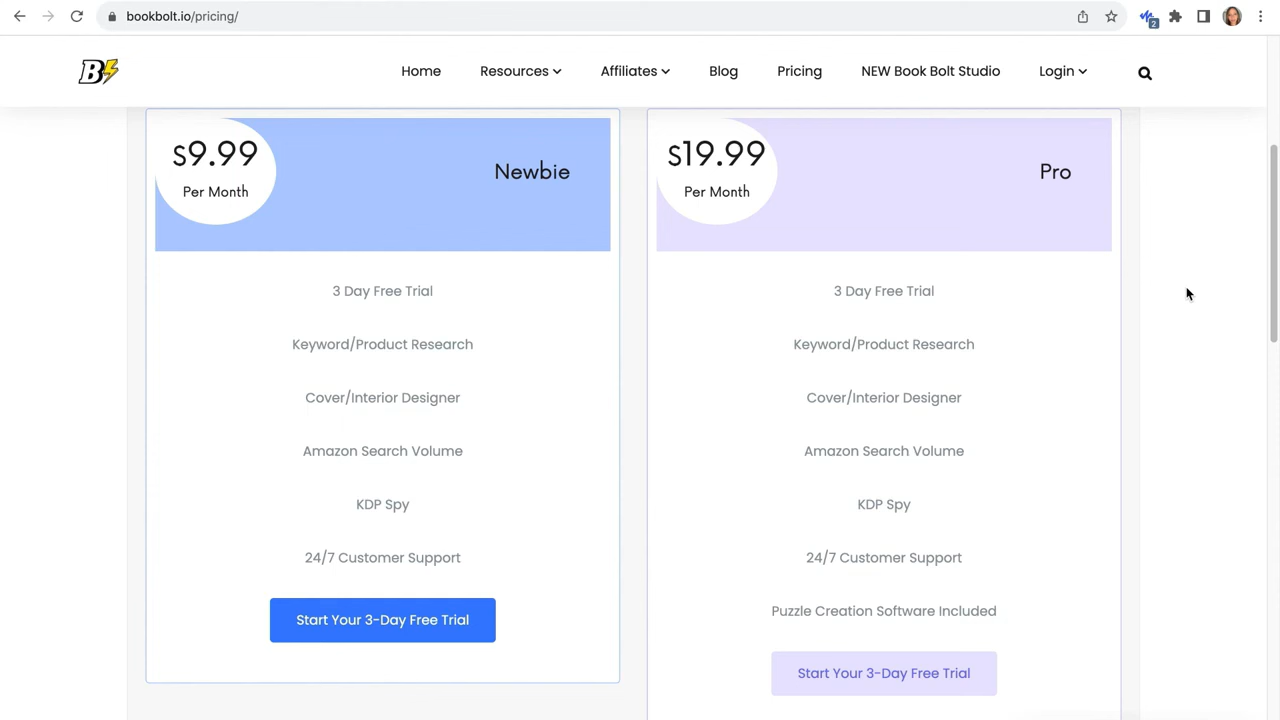 bookbolt.io/pricing/
2
B
Home
Resources
Affiliates
Blog
Pricing
NEW Book Bolt Studio
Login
$9.99
Per Month
Newbie
3 Day Free Trial
Keyword/Product Research
Cover/Interior Designer
Amazon Search Volume
KDP Spy
24/7 Customer Support
Start Your 3-Day Free Trial
$19.99
Per Month
Pro
3 Day Free Trial
Keyword/Product Research
Cover/Interior Designer
Amazon Search Volume
KDP Spy
24/7 Customer Support
Puzzle Creation Software Included
Start Your 3-Day Free Trial